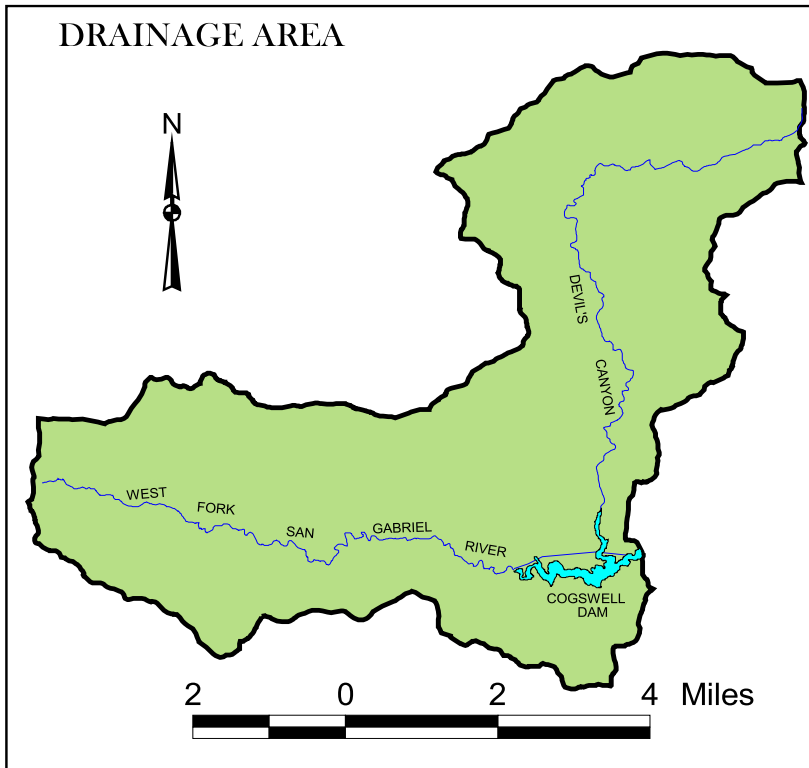 DRAINAGE AREA
N
DEVIL'S
CANYON
WEST FORK SAN GABRIEL RIVER
COGSWELL
DAM
2 0 2 4 Miles